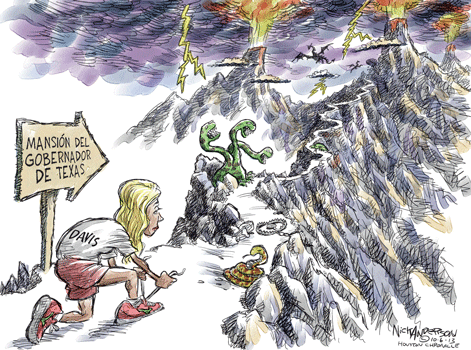 MANSIÓN DEL
GOBERNADOR
DE TEXAS
DAVIS
NICK ANDERSON
10-6-13
HOUSTON CHRONICLE